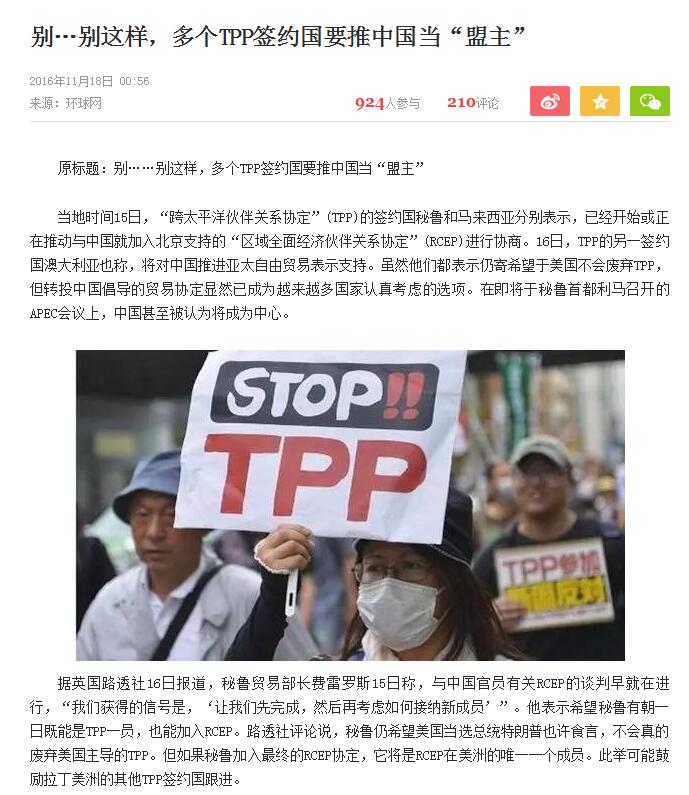 别…别这样，多个TPP签约国要推中国当“盟主”
2016年11月18日 00:56
来源：环球网
924人参与 210评论
原标题：别……别这样，多个TPP签约国要推中国当“盟主”
当地时间15日，“跨太平洋伙伴关系协定”(TPP)的签约国秘鲁和马来西亚分别表示，已经开始或正
在推动与中国就加入北京支持的“区域全面经济伙伴关系协定”(RCEP)进行协商。16日，TPP的另一签约
国澳大利亚也称，将对中国推进亚太自由贸易表示支持。虽然他们都表示仍寄希望于美国不会废弃TPP，
但转投中国倡导的贸易协定显然已成为越来越多国家认真考虑的选项。在即将于秘鲁首都利马召开的
APEC会议上，中国甚至被认为将成为中心。
STOP!!
TPP
TPP参加
反対
据英国路透社16日报道，秘鲁贸易部长费雷罗斯15日称，与中国官员有关RCEP的谈判早就在进
行，“我们获得的信号是，‘让我们先完成，然后再考虑如何接纳新成员’”。他表示希望秘鲁有朝一
日既能是TPP一员，也能加入RCEP。路透社评论说，秘鲁仍希望美国当选总统特朗普也许食言，不会真的
废弃美国主导的TPP。但如果秘鲁加入最终的RCEP协定，它将是RCEP在美洲的唯一一个成员。此举可能鼓
励拉丁美洲的其他TPP签约国跟进。